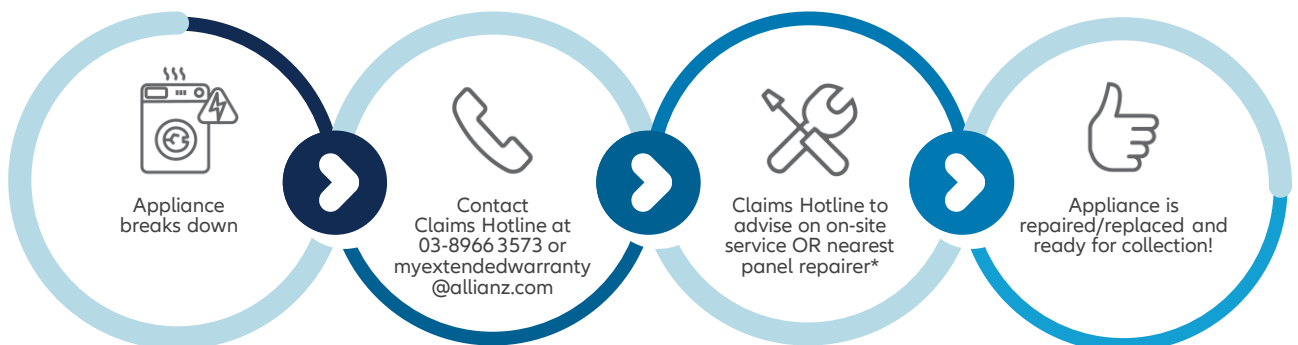 Appliance
breaks down
Contact
Claims Hotline at
03-8966 3573 or
myextendedwarranty
@allianz.com
Claims Hotline to
advise on on-site
service OR nearest
panel repairer*
Appliance is
repaired/replaced and
ready for collection!